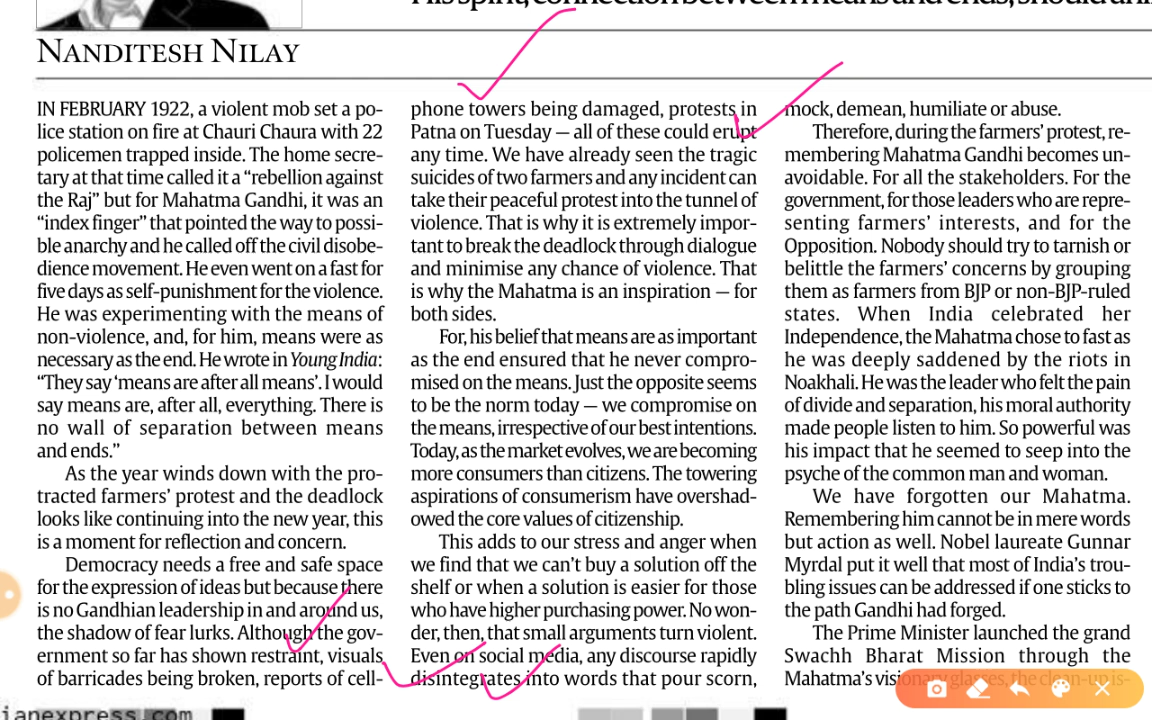 His spirit, connection between means and ends, should
NANDITESH NILAY
IN FEBRUARY 1922, a violent mob set a po-
lice station on fire at Chauri Chaura with 22
policemen trapped inside. The home secre-
tary at that time called it a “rebellion against
the Raj” but for Mahatma Gandhi, it was an
“index finger” that pointed the way to possi-
ble anarchy and he called off the civil disobe-
dience movement. He even went on a fast for
five days as self-punishment for the violence.
He was experimenting with the means of
non-violence, and, for him, means were as
necessary as the end. He wrote in Young India:
“They say ‘means are after all means’. I would
say means are, after all, everything. There is
no wall of separation between means
and ends.”
As the year winds down with the pro-
tracted farmers’ protest and the deadlock
looks like continuing into the new year, this
is a moment for reflection and concern.
Democracy needs a free and safe space
for the expression of ideas but because there
is no Gandhian leadership in and around us,
the shadow of fear lurks. Although the gov-
ernment so far has shown restraint, visuals
of barricades being broken, reports of cell-
phone towers being damaged, protests in
Patna on Tuesday — all of these could erupt
any time. We have already seen the tragic
suicides of two farmers and any incident can
take their peaceful protest into the tunnel of
violence. That is why it is extremely impor-
tant to break the deadlock through dialogue
and minimise any chance of violence. That
is why the Mahatma is an inspiration — for
both sides.
For, his belief that means are as important
as the end ensured that he never compro-
mised on the means. Just the opposite seems
to be the norm today — we compromise on
the means, irrespective of our best intentions.
Today, as the market evolves, we are becoming
more consumers than citizens. The towering
aspirations of consumerism have overshad-
owed the core values of citizenship.
This adds to our stress and anger when
we find that we can’t buy a solution off the
shelf or when a solution is easier for those
who have higher purchasing power. No won-
der, then, that small arguments turn violent.
Even on social media, any discourse rapidly
disintegrates into words that pour scorn,
mock, demean, humiliate or abuse.
Therefore, during the farmers’ protest, re-
membering Mahatma Gandhi becomes un-
avoidable. For all the stakeholders. For the
government, for those leaders who are repre-
senting farmers’ interests, and for the
Opposition. Nobody should try to tarnish or
belittle the farmers’ concerns by grouping
them as farmers from BJP or non-BJP-ruled
states. When India celebrated her
Independence, the Mahatma chose to fast as
he was deeply saddened by the riots in
Noakhali. He was the leader who felt the pain
of divide and separation, his moral authority
made people listen to him. So powerful was
his impact that he seemed to seep into the
psyche of the common man and woman.
We have forgotten our Mahatma.
Remembering him cannot be in mere words
but action as well. Nobel laureate Gunnar
Myrdal put it well that most of India’s trou-
bling issues can be addressed if one sticks to
the path Gandhi had forged.
The Prime Minister launched the grand
Swachh Bharat Mission through the
Mahatma’s visionary glasses, the clean-up is-
ianexpress.com